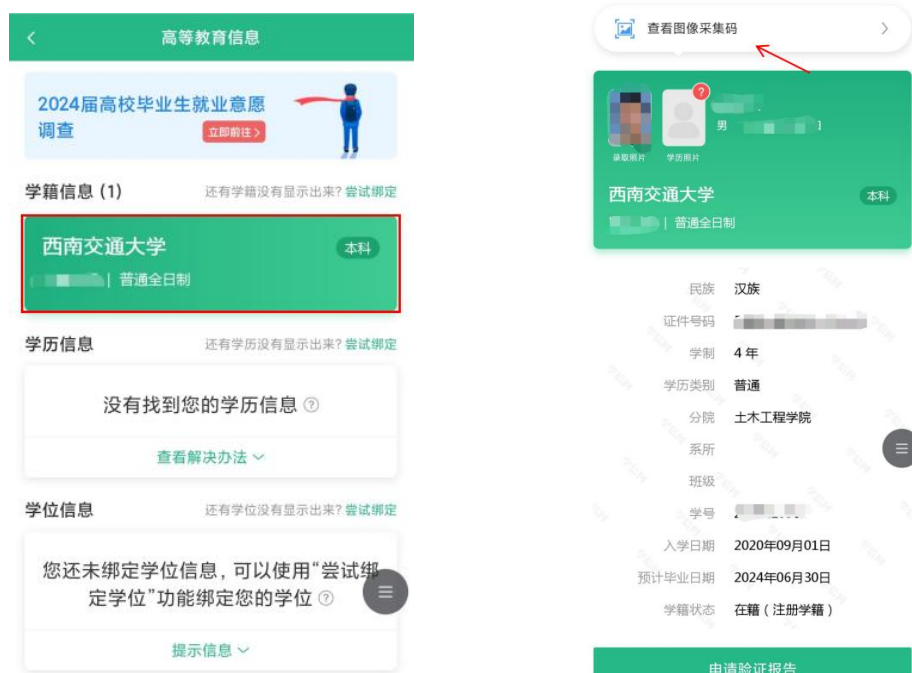 高等教育信息
2024届高校毕业生就业意愿
调查
立即前往>
学籍信息 (1)
还有学籍没有显示出来? 尝试绑定
西南交通大学
本科
| 普通全日制
学历信息
还有学历没有显示出来? 尝试绑定
没有找到您的学历信息
查看解决办法
学位信息
还有学位没有显示出来? 尝试绑定
您还未绑定学位信息，可以使用“尝试绑
定学位”功能绑定您的学位
提示信息
查看图像采集码
男
录取照片
学历照片
西南交通大学
本科
| 普通全日制
民族 汉族
证件号码
学制 4 年
学历类别 普通
分院 土木工程学院
系所
班级
学号
入学日期 2020年09月01日
预计毕业日期 2024年06月30日
学籍状态 在籍（注册学籍）
申请验证报告